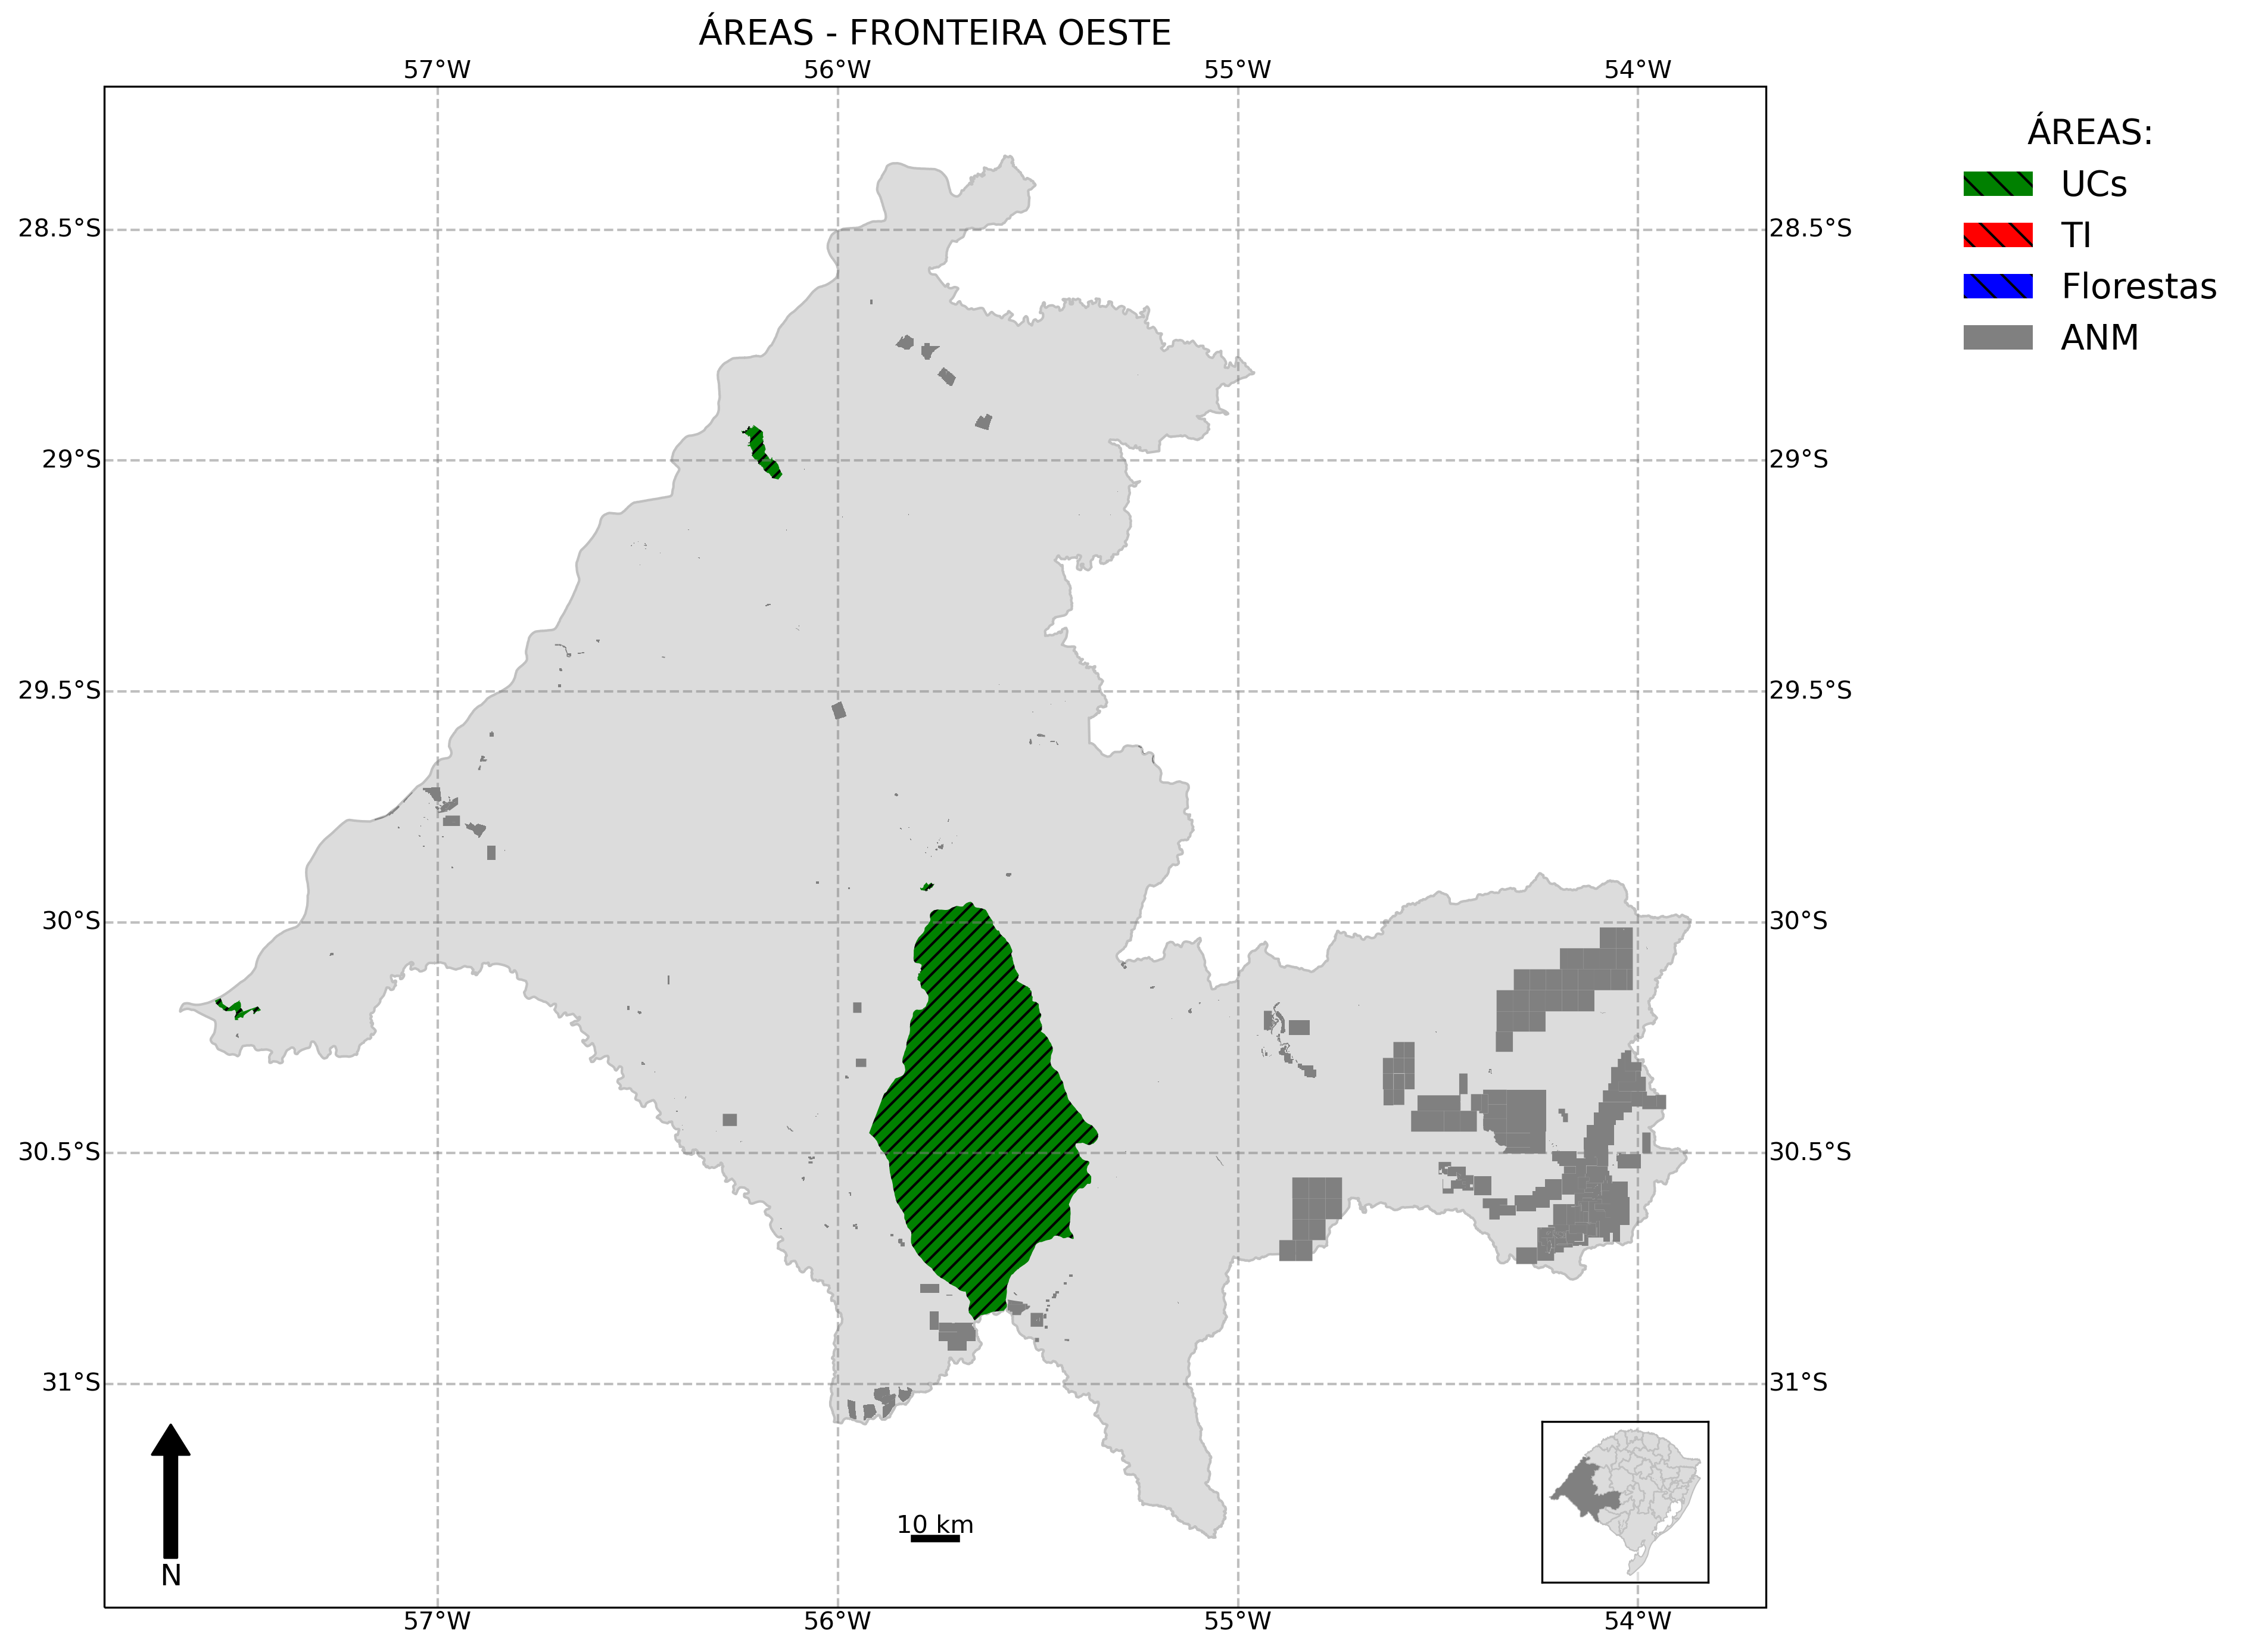 ÁREAS - FRONTEIRA OESTE
57°W 56°W 55°W 54°W
ÁREAS:
UCs
TI
Florestas
ANM
28.5°S 28.5°S
29°S 29°S
29.5°S 29.5°S
30°S 30°S
30.5°S 30.5°S
31°S 31°S
10 km
N
57°W 56°W 55°W 54°W